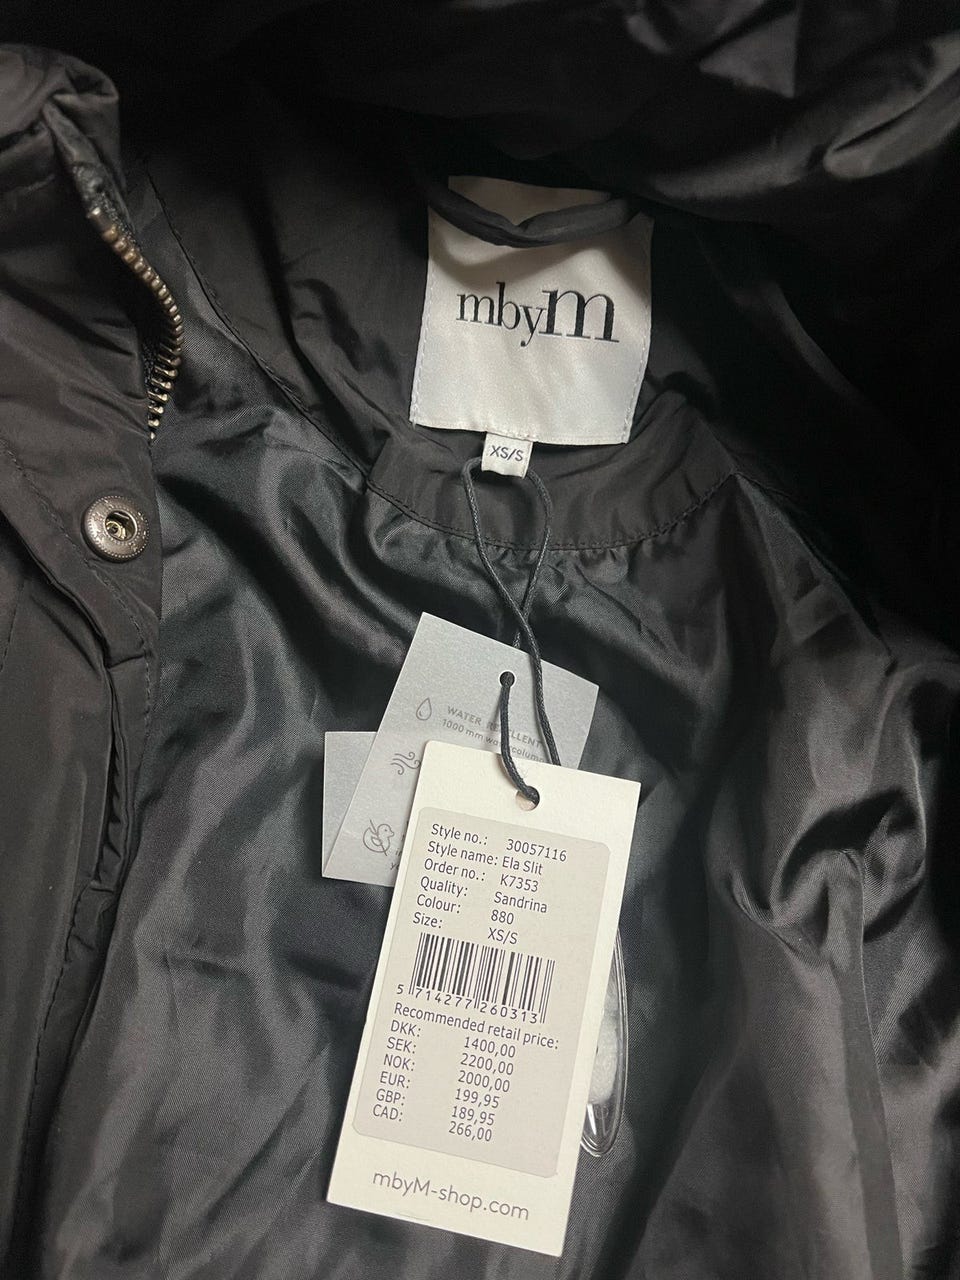 mbyM
XS/S
WATER REPELLENT
1000 mm watercolumn
Style no.: 30057116
Style name: Ela Slit
Order no.: K7353
Quality: Sandrina
Colour: 880
Size: XS/S
5 714277 260313
Recommended retail price:
DKK: 1400,00
SEK: 2200,00
NOK: 2000,00
EUR: 199,95
GBP: 189,95
CAD: 266,00
mbyM-shop.com